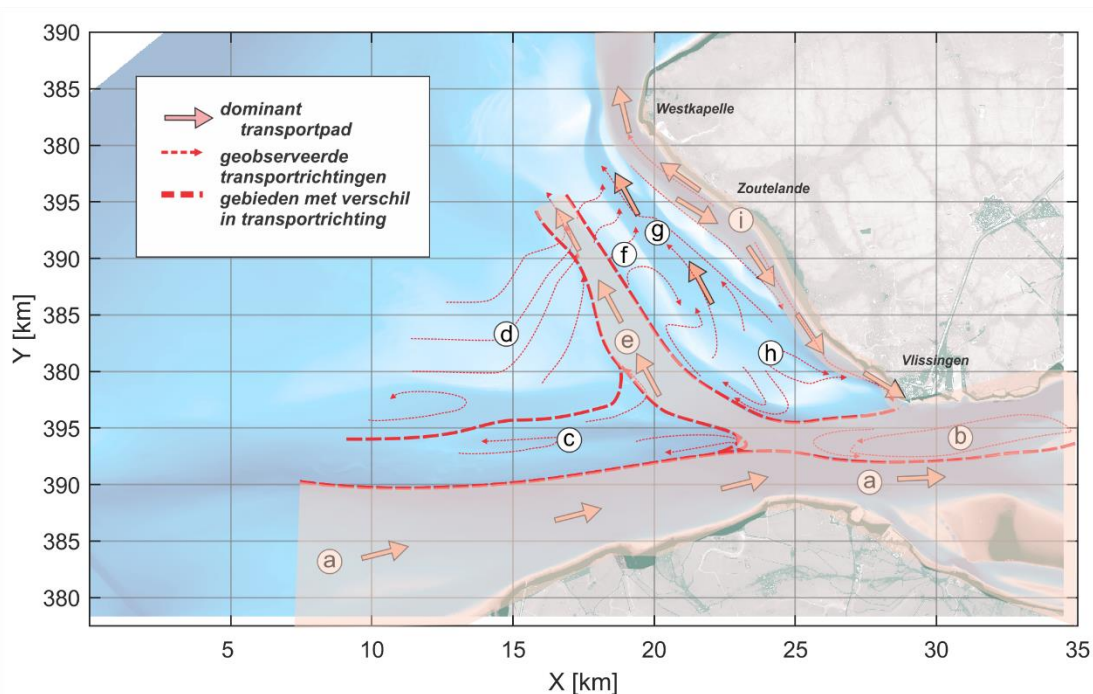 390
385
380
395
390
385
380
395
390
385
380
Y [km]
5
10
15
20
25
30
35
X [km]
dominant
transportpad
geobserveerde
transportrichtingen
gebieden met verschil
in transportrichting
Westkapelle
Zoutelande
Vlissingen
i
g
f
d
e
h
c
b
a
a